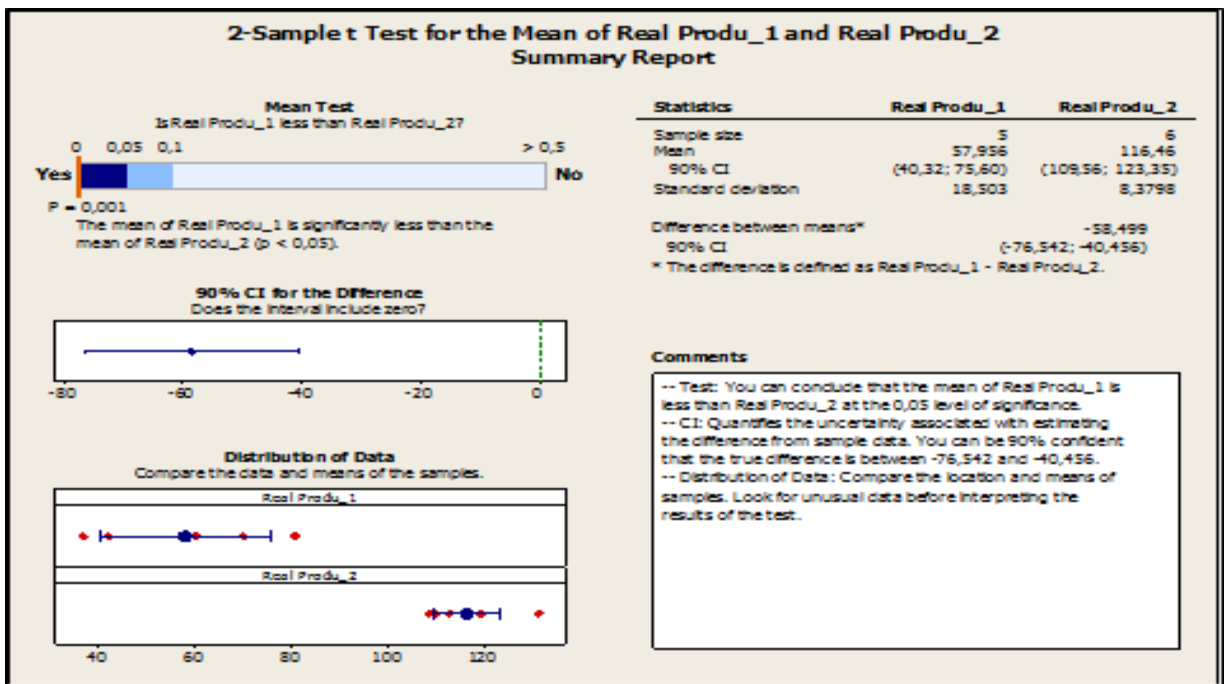 2-Sample t Test for the Mean of Real Produ_1 and Real Produ_2
Summary Report
Mean Test
Is Real Produ_1 less than Real Produ_2?
0 0,05 0,1 > 0,5
Yes No
P = 0,001
The mean of Real Produ_1 is significantly less than the
mean of Real Produ_2 (p < 0,05).
90% CI for the Difference
Does the interval include zero?
-80 -60 -40 -20 0
Distribution of Data
Compare the data and means of the samples.
Real Produ_1
Real Produ_2
40 60 80 100 120
Statistics Real Produ_1 Real Produ_2
Sample size 5 6
Mean 57,956 116,46
90% CI (40,32; 75,60) (109,56; 123,35)
Standard deviation 18,503 8,3798
Difference between means* -58,499
90% CI (-76,542; -40,456)
* The difference is defined as Real Produ_1 - Real Produ_2.
Comments
-- Test: You can conclude that the mean of Real Produ_1 is
less than Real Produ_2 at the 0,05 level of significance.
-- CI: Quantifies the uncertainty associated with estimating
the difference from sample data. You can be 90% confident
that the true difference is between -76,542 and -40,456.
-- Distribution of Data: Compare the location and means of
samples. Look for unusual data before interpreting the
results of the test.